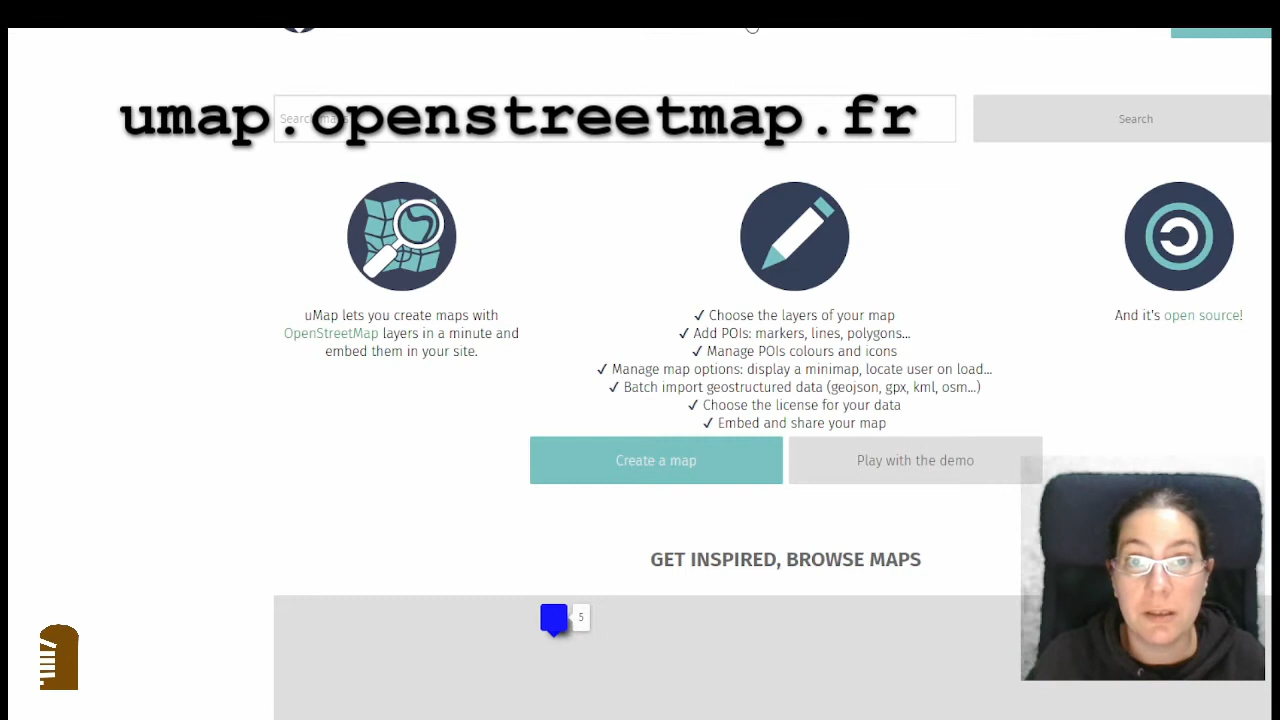 umap.openstreetmap.fr
Search
uMap lets you create maps with
OpenStreetMap layers in a minute and
embed them in your site.
✓ Choose the layers of your map
✓ Add POIs: markers, lines, polygons...
✓ Manage POIs colours and icons
✓ Manage map options: display a minimap, locate user on load...
✓ Batch import geostructured data (geojson, gpx, kml, osm...)
✓ Choose the license for your data
✓ Embed and share your map
And it's open source!
Create a map
Play with the demo
GET INSPIRED, BROWSE MAPS
5